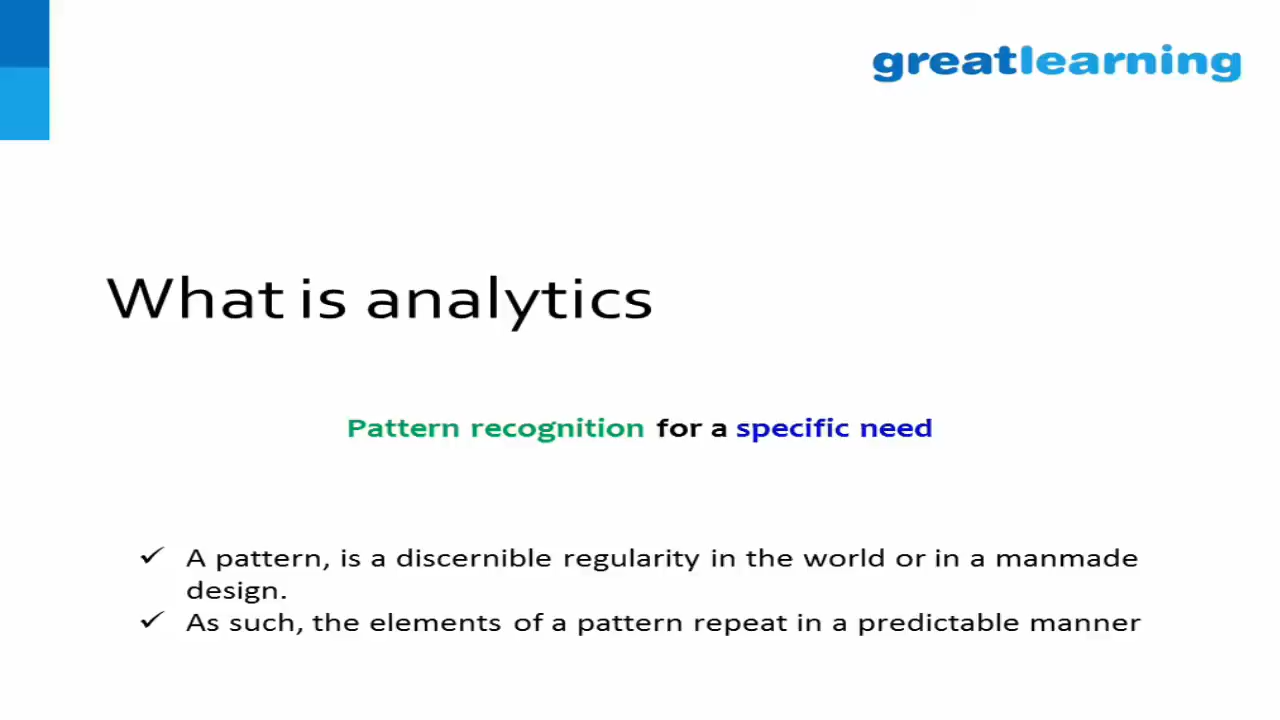 greatlearning
What is analytics
Pattern recognition for a specific need
✓ A pattern, is a discernible regularity in the world or in a manmade
design.
✓ As such, the elements of a pattern repeat in a predictable manner